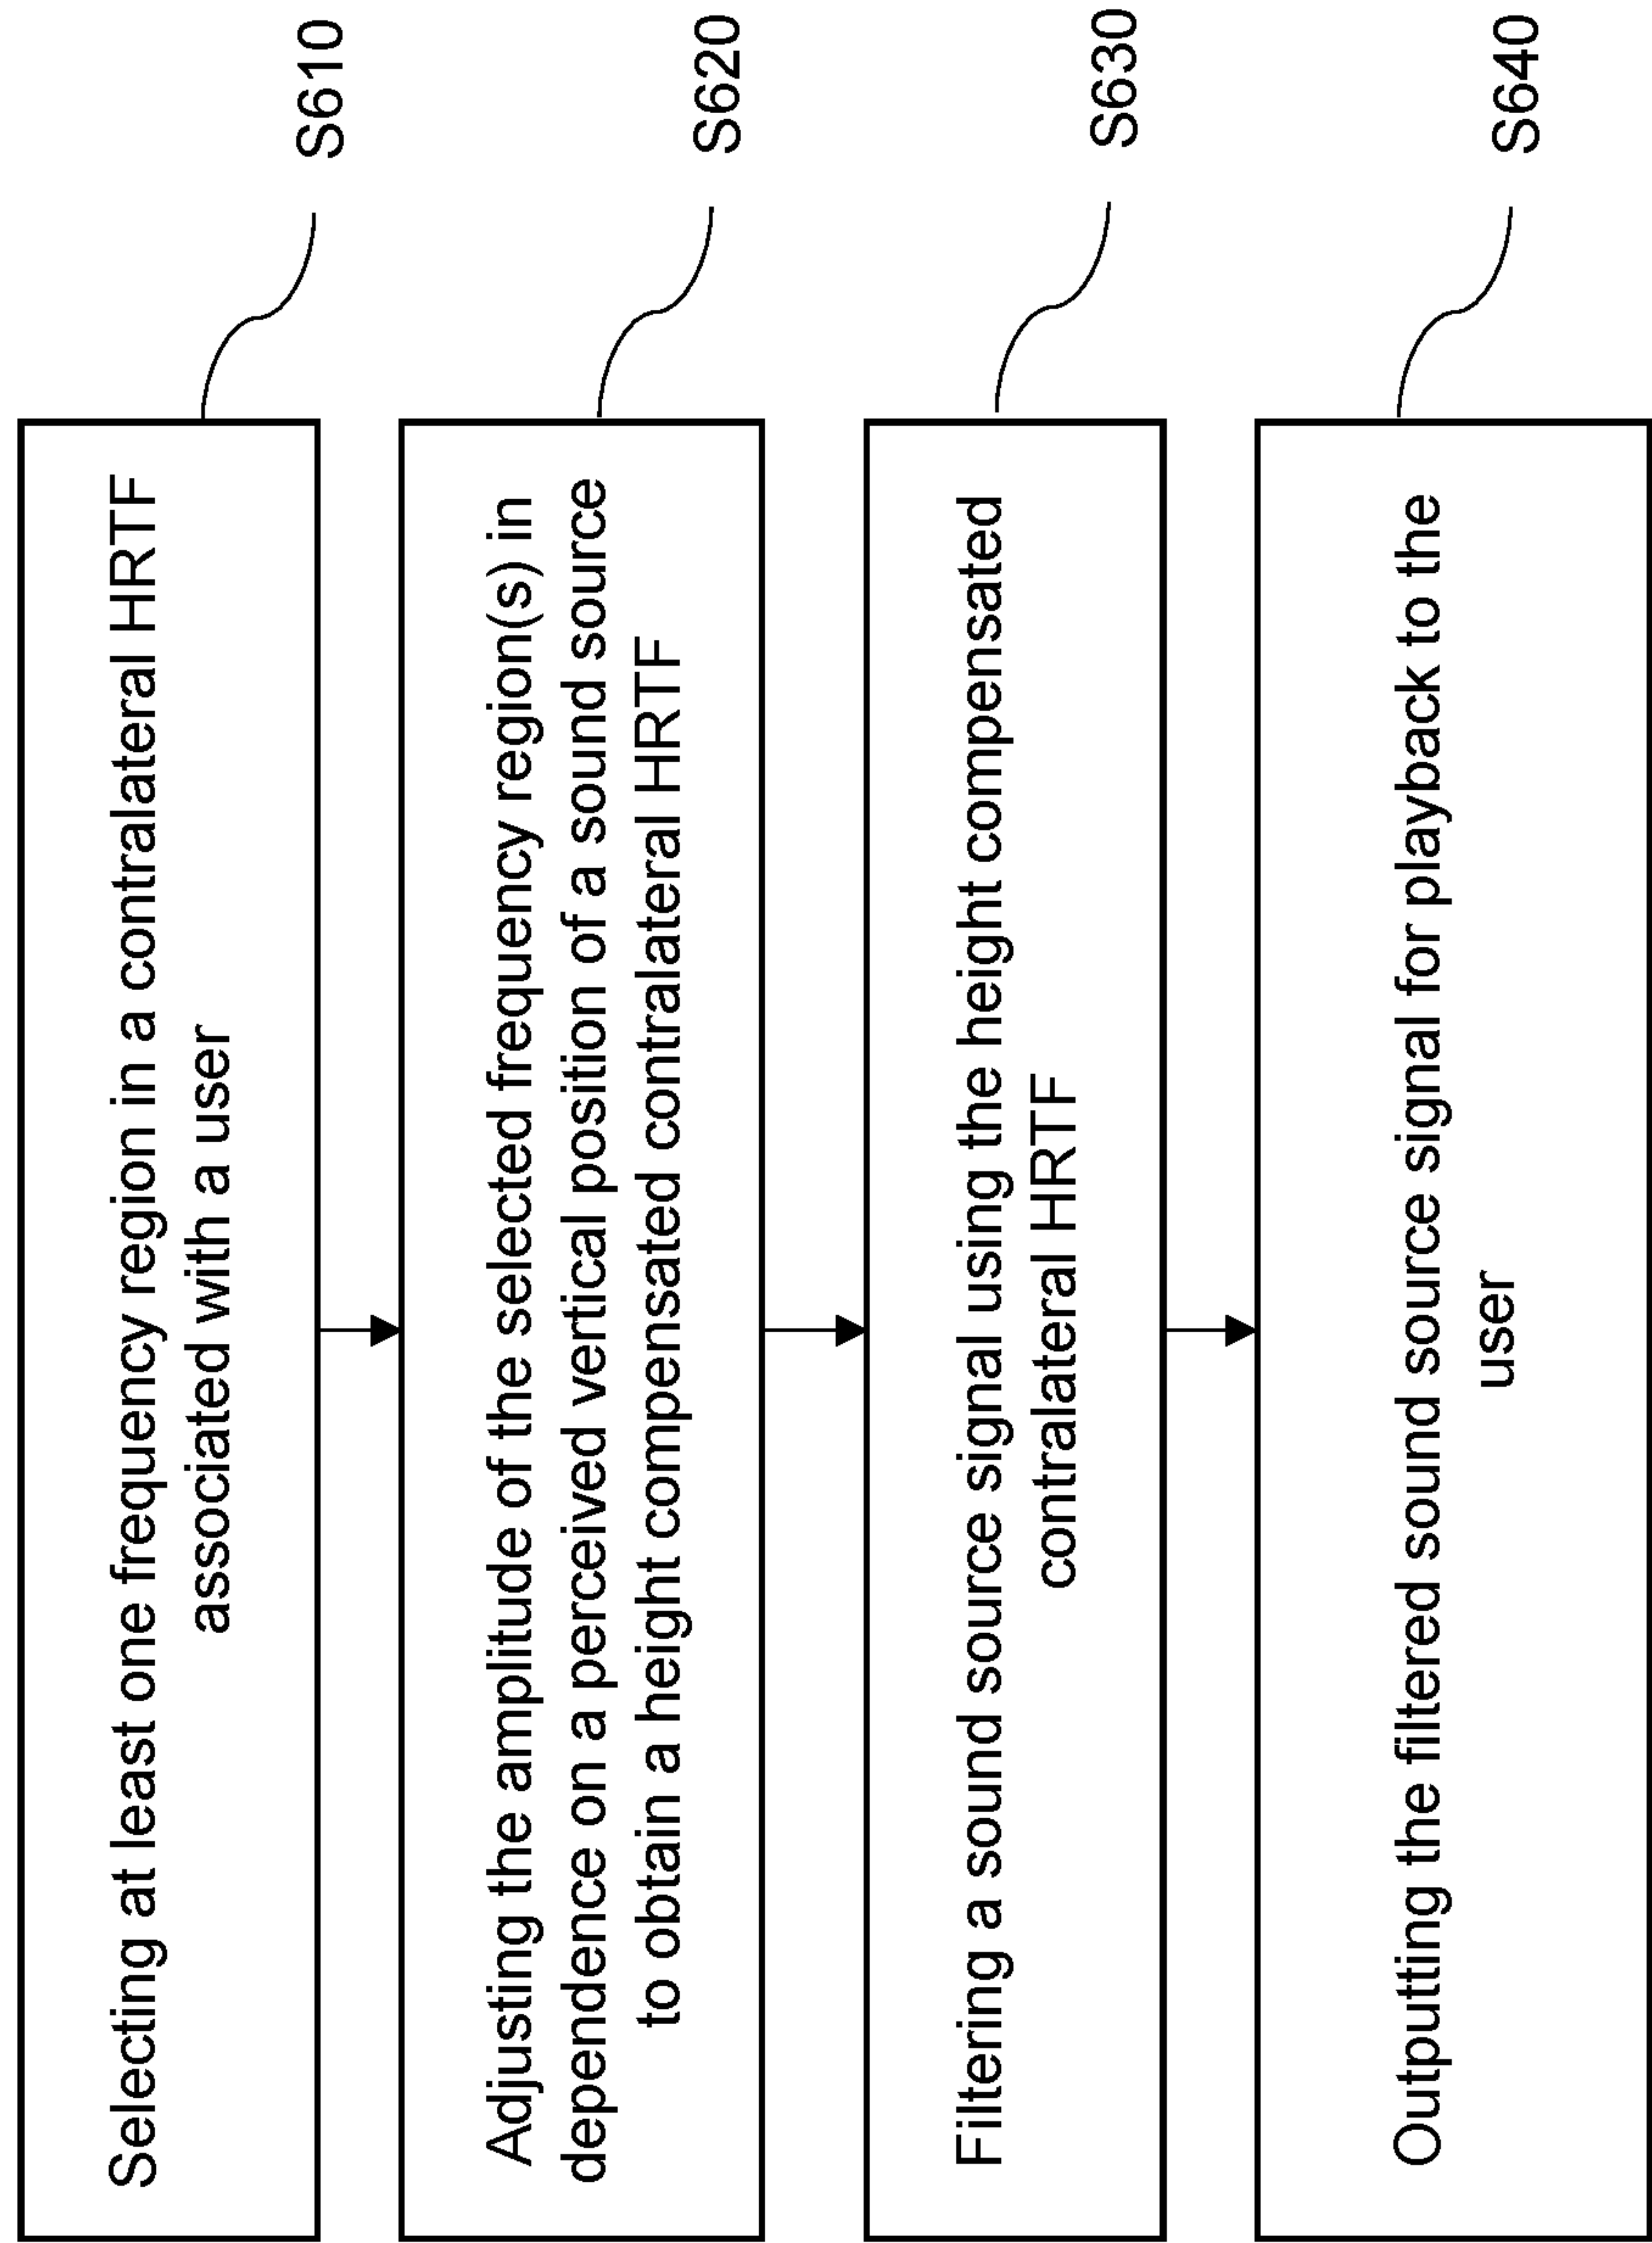 Selecting at least one frequency region in a contralateral HRTF
associated with a user
S610
Adjusting the amplitude of the selected frequency region(s) in
dependence on a perceived vertical position of a sound source
to obtain a height compensated contralateral HRTF
S620
Filtering a sound source signal using the height compensated
contralateral HRTF
S630
Outputting the filtered sound source signal for playback to the
user
S640